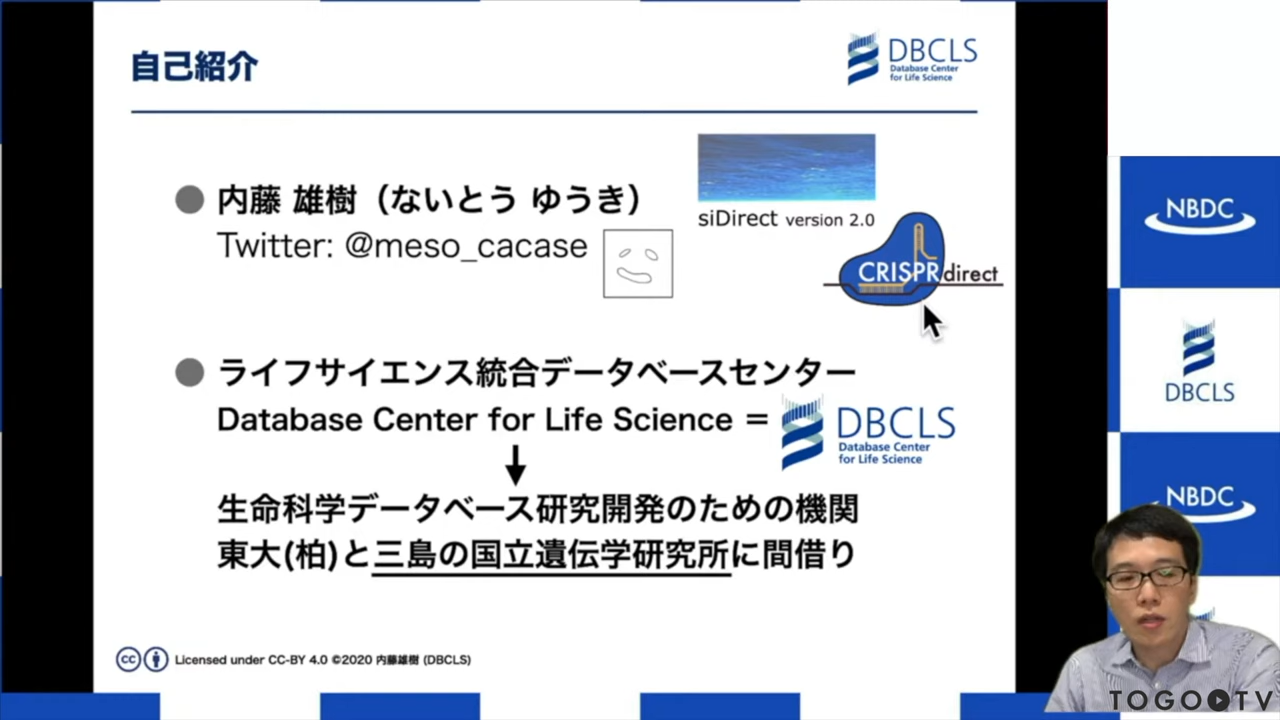 自己紹介
DBCLS
Database Center
for Life Science
内藤 雄樹（ないとう ゆうき）
Twitter: @meso_cacase
siDirect version 2.0
CRISPRdirect
ライフサイエンス統合データベースセンター
Database Center for Life Science =
DBCLS
Database Center
for Life Science
生命科学データベース研究開発のための機関
東大(柏)と三島の国立遺伝学研究所に間借り
cc
Licensed under CC-BY 4.0 ©2020 内藤雄樹 (DBCLS)
NBDC
DBCLS
NBDC
TOGO TV